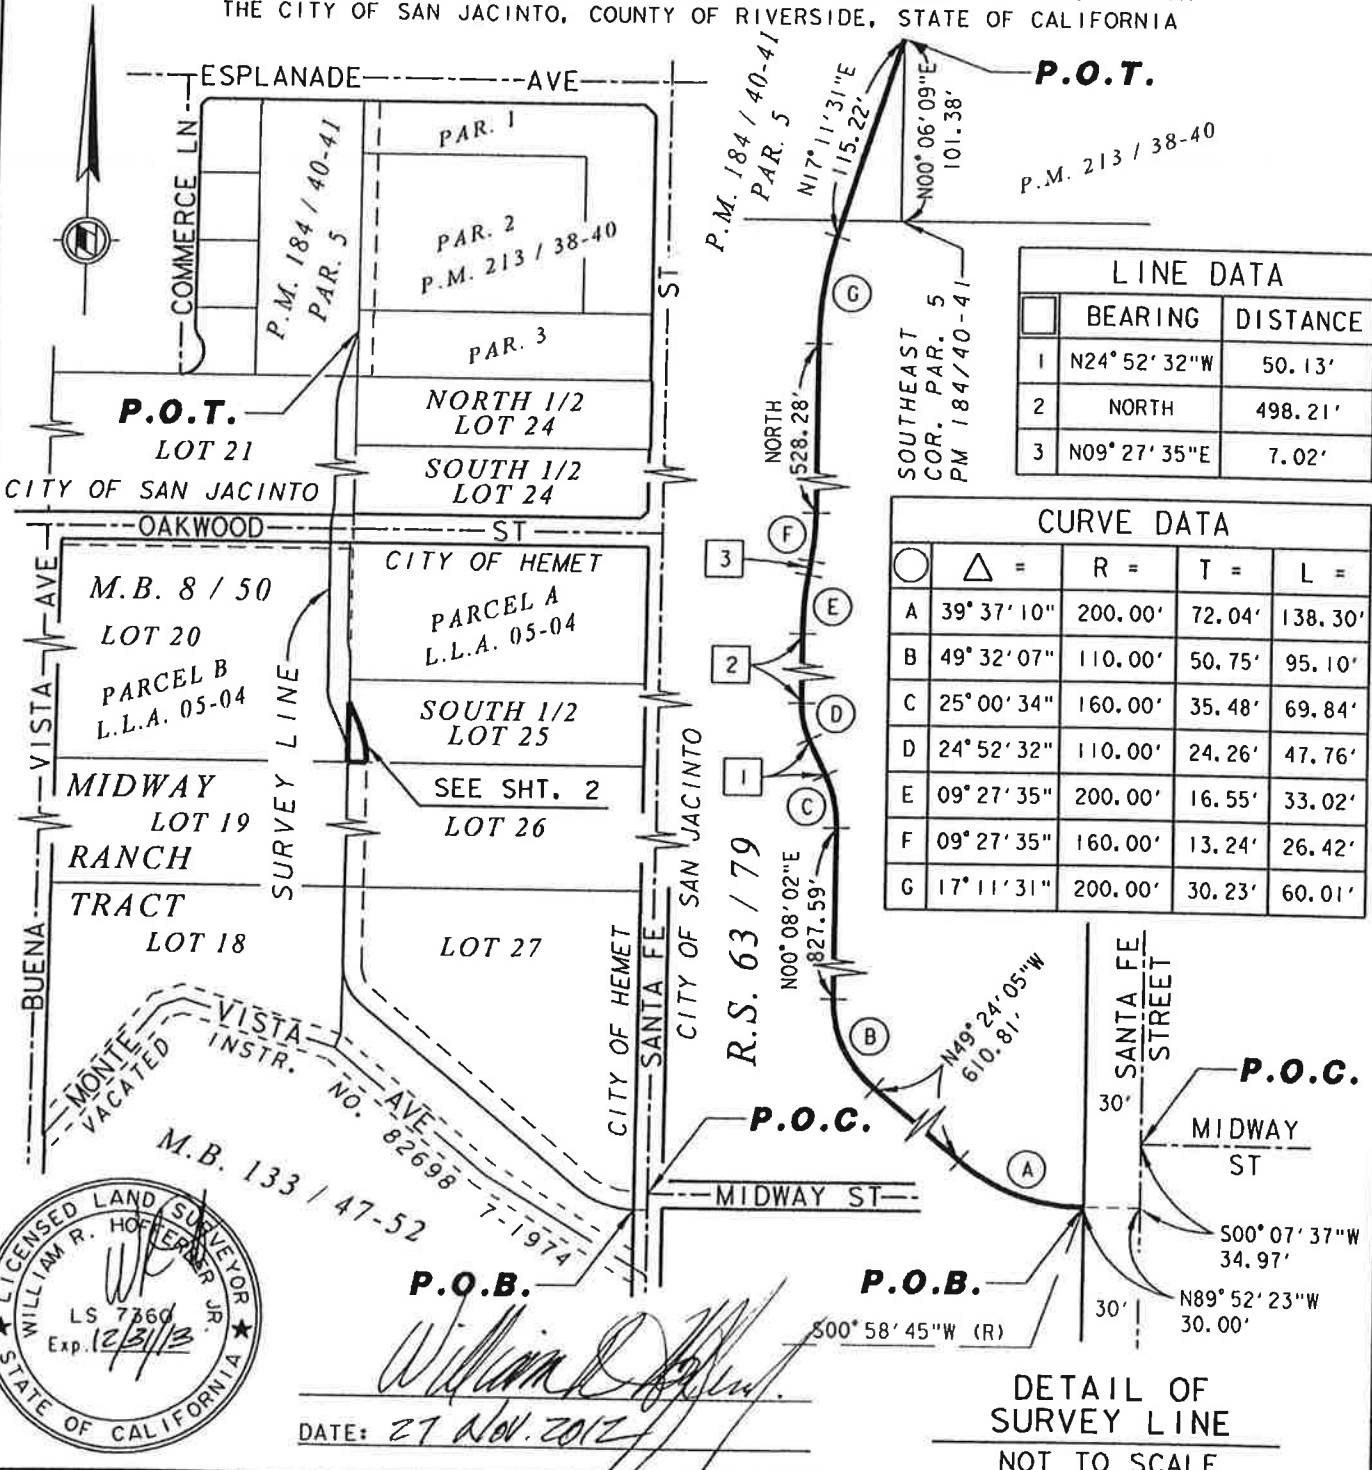 THE CITY OF SAN JACINTO, COUNTY OF RIVERSIDE, STATE OF CALIFORNIA
ESPLANADE AVE
COMMERCE LN
P.M. 184 / 40-41
PAR. 5
PAR. 1
PAR. 2
P.M. 213 / 38-40
PAR. 3
ST
P.O.T.
LOT 21
NORTH 1/2
LOT 24
SOUTH 1/2
LOT 24
CITY OF SAN JACINTO
OAKWOOD ST
CITY OF HEMET
M.B. 8 / 50
LOT 20
PARCEL B
L.L.A. 05-04
PARCEL A
L.L.A. 05-04
SURVEY LINE
SOUTH 1/2
LOT 25
SEE SHT. 2
MIDWAY
LOT 19
RANCH
LOT 26
TRACT
LOT 18
LOT 27
BUENA VISTA AVE
MONTE VISTA AVE
VACATED
INSTR. NO. 82698 7-1974
M.B. 133 / 47-52
CITY OF HEMET
SANTA FE
CITY OF SAN JACINTO
R.S. 63 / 79
P.O.C.
MIDWAY ST
P.O.B.
P.M. 184 / 40-41
PAR. 5
N17°11'31"E
115.22'
N00°06'09"E
101.38'
P.O.T.
P.M. 213 / 38-40
G
SOUTHEAST
COR. PAR. 5
PM 184/40-41
NORTH
528.28'
F
3
E
2
D
1
C
N00°08'02"E
827.59'
B
N49°24'05"W
610.81'
A
LINE DATA
BEARING DISTANCE
1 N24°52'32"W 50.13'
2 NORTH 498.21'
3 N09°27'35"E 7.02'
CURVE DATA
△ = R = T = L =
A 39°37'10" 200.00' 72.04' 138.30'
B 49°32'07" 110.00' 50.75' 95.10'
C 25°00'34" 160.00' 35.48' 69.84'
D 24°52'32" 110.00' 24.26' 47.76'
E 09°27'35" 200.00' 16.55' 33.02'
F 09°27'35" 160.00' 13.24' 26.42'
G 17°11'31" 200.00' 30.23' 60.01'
SANTA FE
STREET
30'
P.O.C.
MIDWAY
ST
S00°07'37"W
34.97'
P.O.B.
N89°52'23"W
30.00'
30'
S00°58'45"W (R)
DETAIL OF
SURVEY LINE
NOT TO SCALE
LICENSED LAND SURVEYOR
WILLIAM R. HOFFERBER JR.
LS 7360
Exp. 12/31/13
STATE OF CALIFORNIA
DATE: 27 Nov. 2012